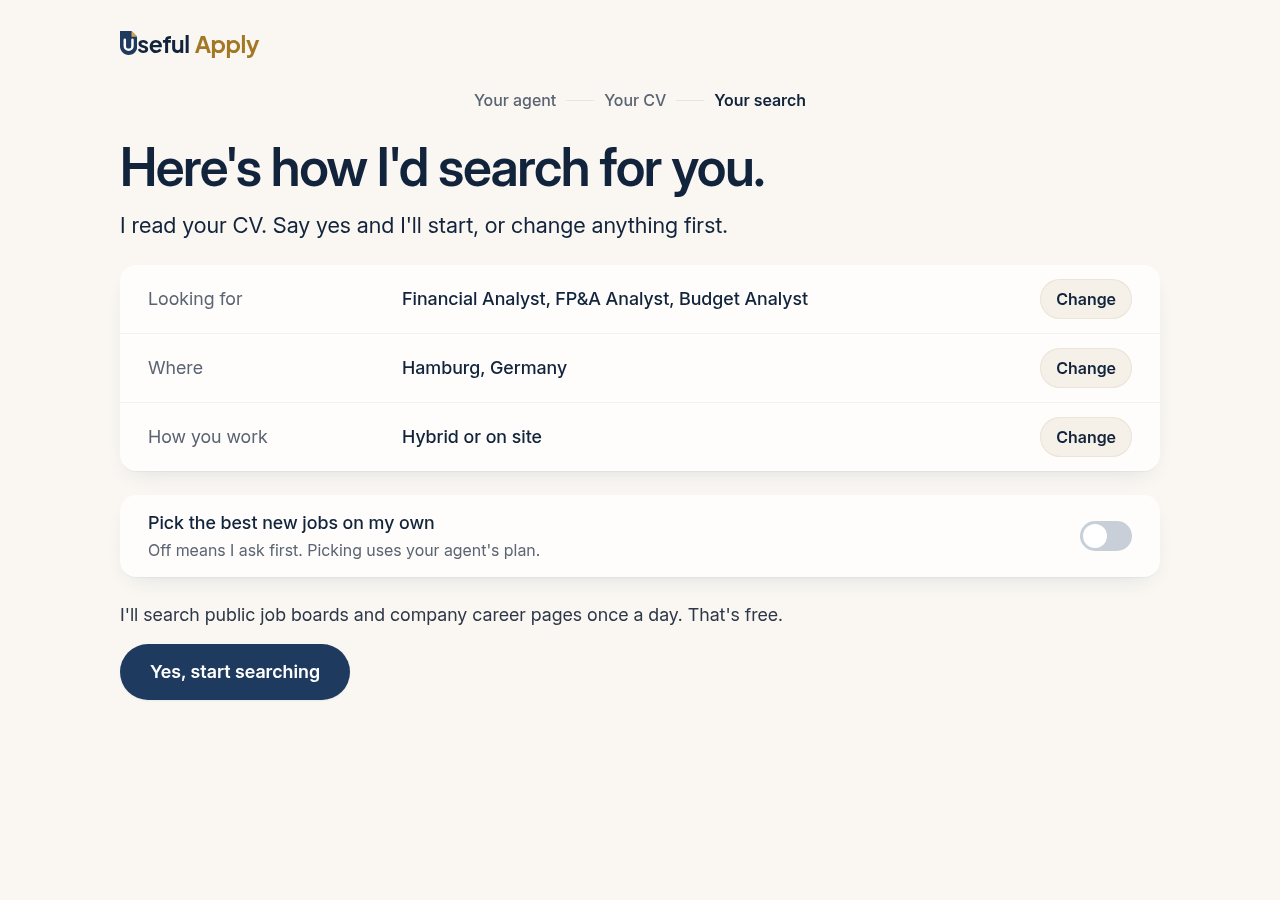 Useful Apply
Your agent
Your CV
Your search
Here's how I'd search for you.
I read your CV. Say yes and I'll start, or change anything first.
Looking for
Financial Analyst, FP&A Analyst, Budget Analyst
Change
Where
Hamburg, Germany
Change
How you work
Hybrid or on site
Change
Pick the best new jobs on my own
Off means I ask first. Picking uses your agent's plan.
I'll search public job boards and company career pages once a day. That's free.
Yes, start searching